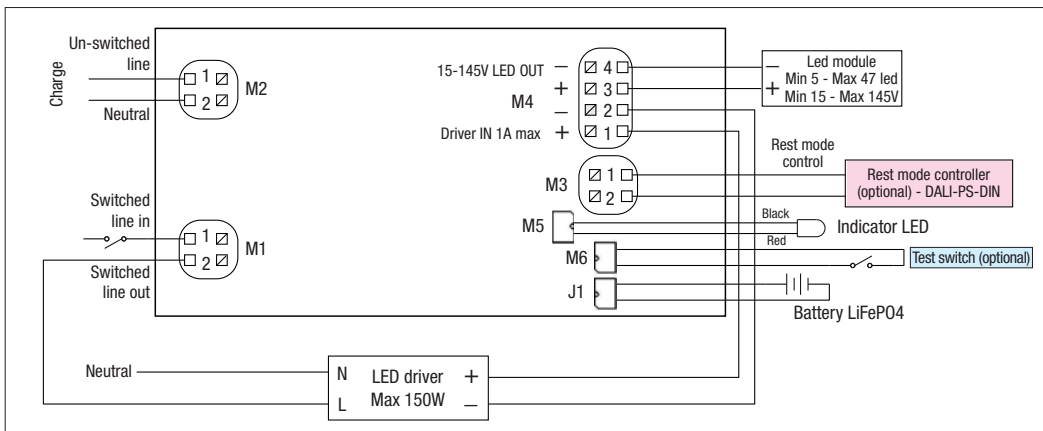 Charge
Un-switched
line
1
2
M2
Neutral
15-145V LED OUT
−
+
M4
−
Driver IN 1A max
+
4
3
2
1
−
+
Led module
Min 5 - Max 47 led
Min 15 - Max 145V
M3
1
2
Rest mode
control
Rest mode controller
(optional) - DALI-PS-DIN
Switched
line in
1
2
M1
Switched
line out
M5
Black
Red
Indicator LED
M6
Test switch (optional)
J1
Battery LiFePO4
Neutral
N
L
LED driver
Max 150W
+
−